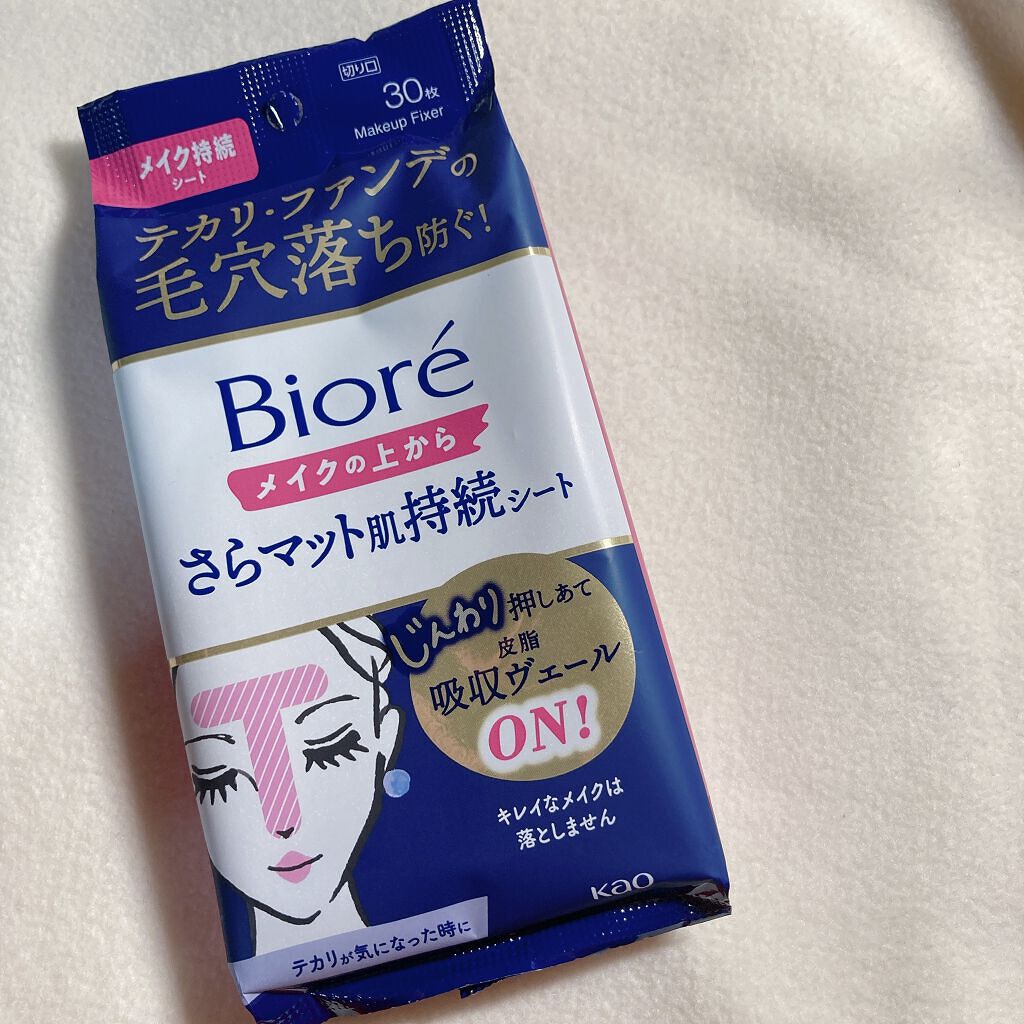 切り口
30枚
Makeup Fixer
メイク持続
シート
テカリ・ファンデの
毛穴落ち防ぐ!
Bioré
メイクの上から
さらマット肌持続シート
じんわり押しあて
皮脂
吸収ヴェール
ON!
キレイなメイクは
落としません
Kao
テカリが気になった時に